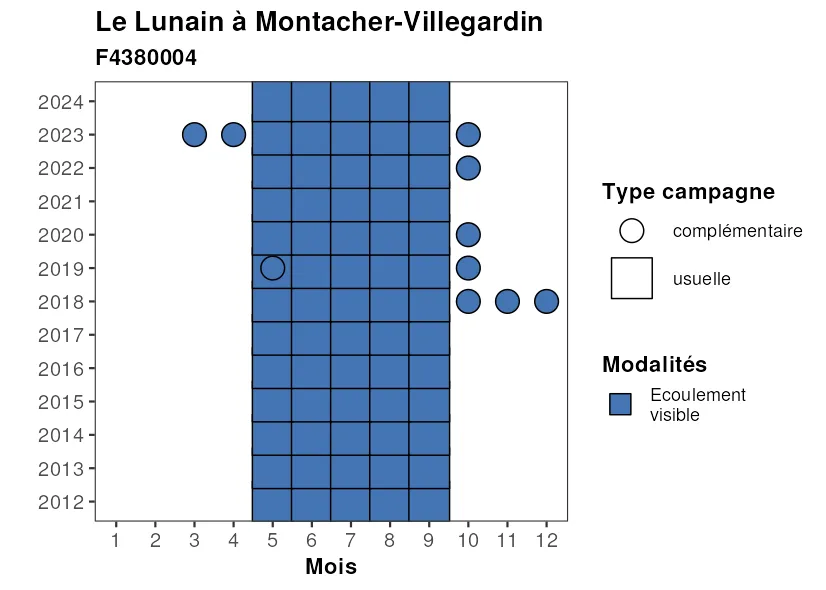 Le Lunain à Montacher-Villegardin
F4380004
2024
2023
2022
2021
2020
2019
2018
2017
2016
2015
2014
2013
2012
1 2 3 4 5 6 7 8 9 10 11 12
Mois
Type campagne
complémentaire
usuelle
Modalités
Ecoulement
visible